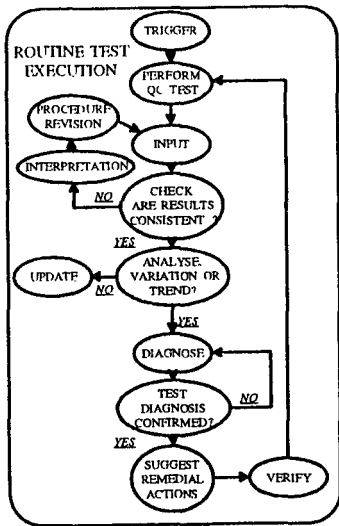 TRIGGER
ROUTINE TEST
EXECUTION
PERFORM
QC TEST
PROCEDURE
REVISION
INPUT
INTERPRETATION
NO
CHECK
ARE RESULTS
CONSISTENT ?
YES
ANALYSE
VARIATION OR
TREND?
UPDATE
NO
YES
DIAGNOSE
TEST
DIAGNOSIS
CONFIRMED?
NO
YES
SUGGEST
REMEDIAL
ACTIONS
VERIFY